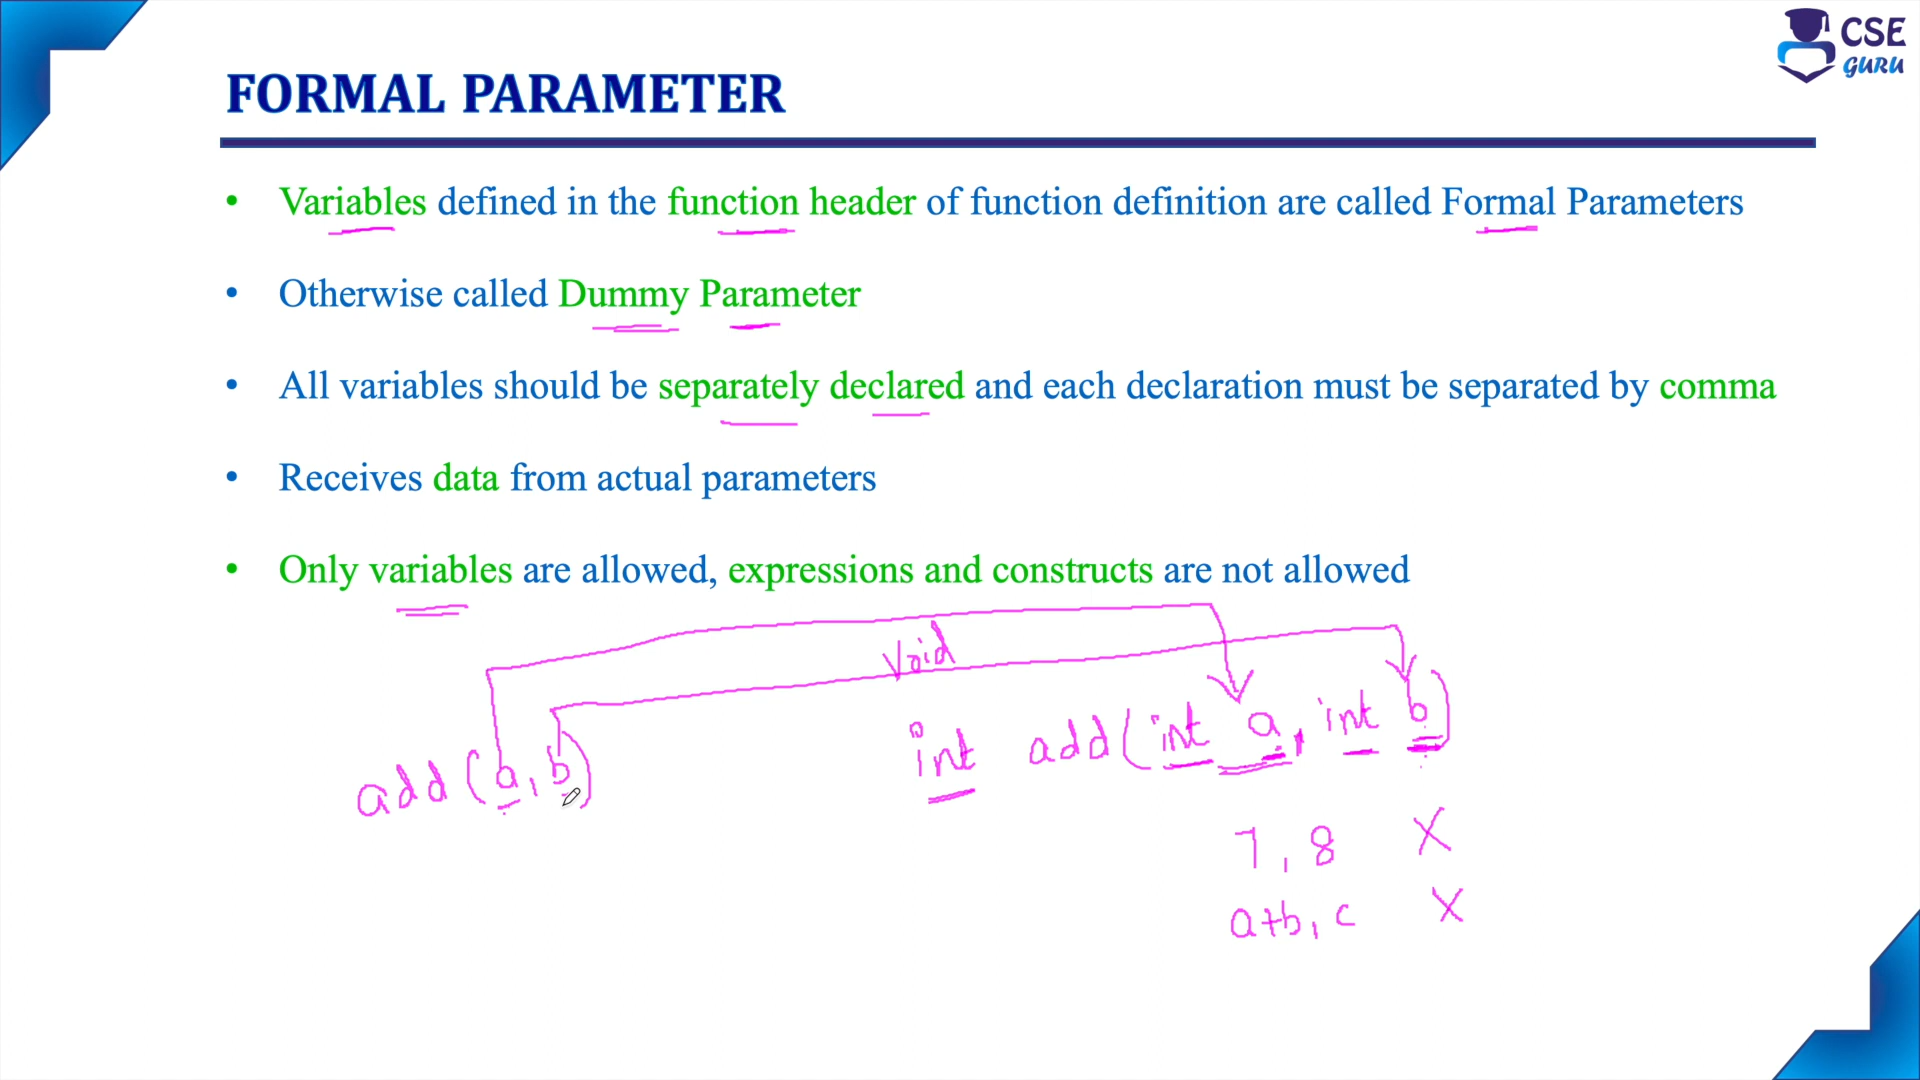 CSE
GURU
FORMAL PARAMETER
• Variables defined in the function header of function definition are called Formal Parameters
• Otherwise called Dummy Parameter
• All variables should be separately declared and each declaration must be separated by comma
• Receives data from actual parameters
• Only variables are allowed, expressions and constructs are not allowed
Void
int add(int a, int b)
add(a, b)
7, 8 X
a+b, c X